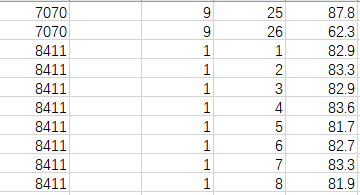 7070 9 25 87.8
7070 9 26 62.3
8411 1 1 82.9
8411 1 2 83.3
8411 1 3 82.9
8411 1 4 83.6
8411 1 5 81.7
8411 1 6 82.7
8411 1 7 83.3
8411 1 8 81.9